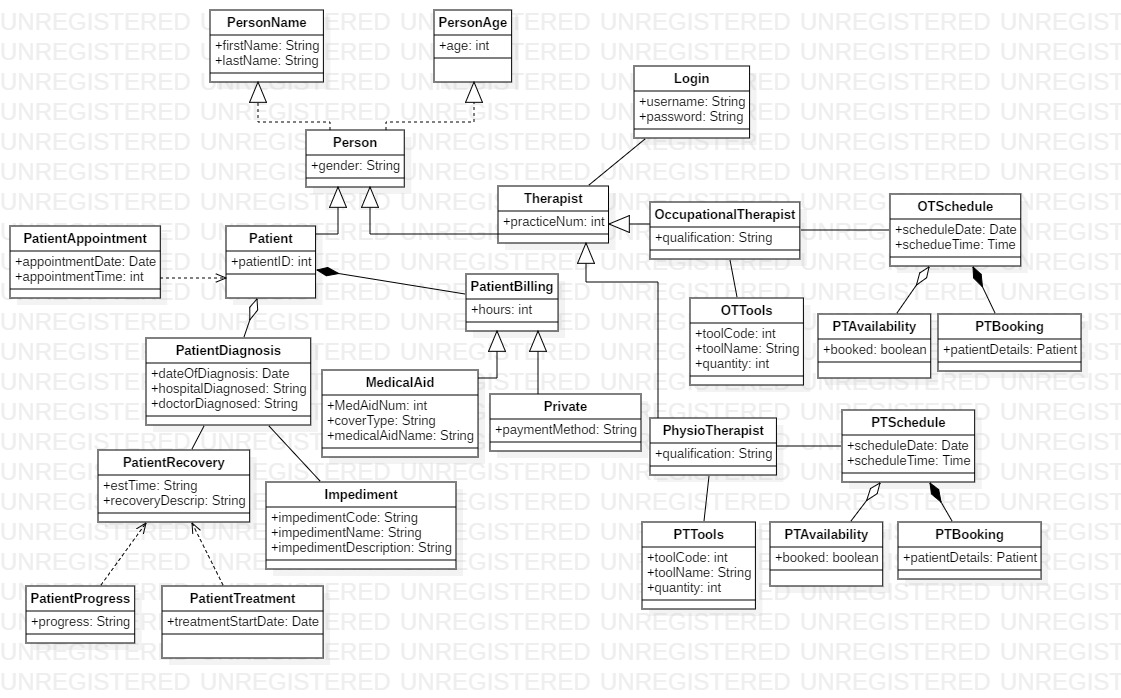 PersonName
+firstName: String
+lastName: String
PersonAge
+age: int
Login
+username: String
+password: String
Person
+gender: String
Therapist
+practiceNum: int
OccupationalTherapist
+qualification: String
OTSchedule
+scheduleDate: Date
+schedueTime: Time
PatientAppointment
+appointmentDate: Date
+appointmentTime: int
Patient
+patientID: int
PatientBilling
+hours: int
OTTools
+toolCode: int
+toolName: String
+quantity: int
PTAvailability
+booked: boolean
PTBooking
+patientDetails: Patient
PatientDiagnosis
+dateOfDiagnosis: Date
+hospitalDiagnosed: String
+doctorDiagnosed: String
MedicalAid
+MedAidNum: int
+coverType: String
+medicalAidName: String
Private
+paymentMethod: String
PhysioTherapist
+qualification: String
PTSchedule
+scheduleDate: Date
+scheduleTime: Time
PatientRecovery
+estTime: String
+recoveryDescrip: String
Impediment
+impedimentCode: String
+impedimentName: String
+impedimentDescription: String
PTTools
+toolCode: int
+toolName: String
+quantity: int
PTAvailability
+booked: boolean
PTBooking
+patientDetails: Patient
PatientProgress
+progress: String
PatientTreatment
+treatmentStartDate: Date
UNREGISTERED